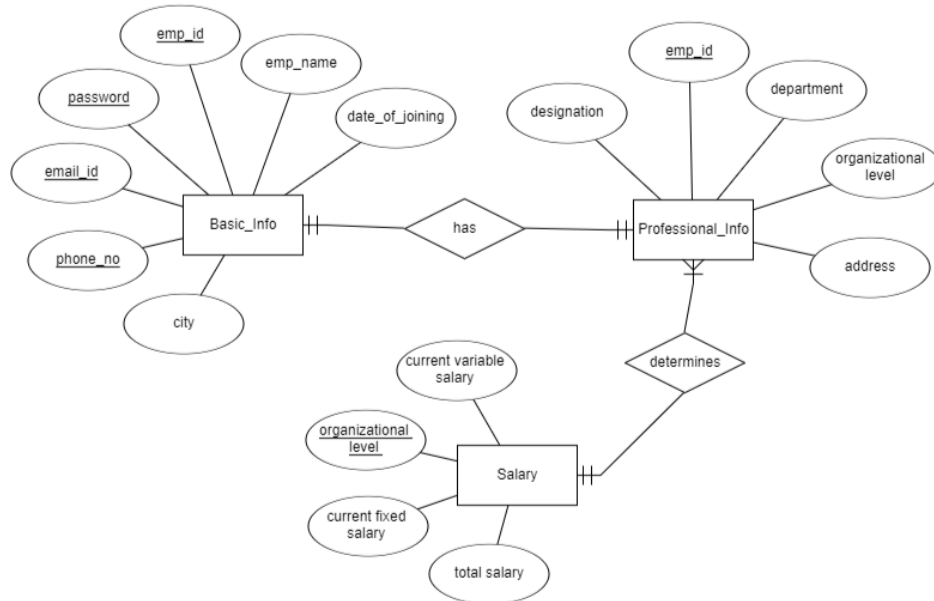 emp_id
emp_name
password
date_of_joining
email_id
Basic_Info
phone_no
city
has
emp_id
department
designation
organizational
level
Professional_Info
address
determines
current variable
salary
organizational
level
Salary
current fixed
salary
total salary